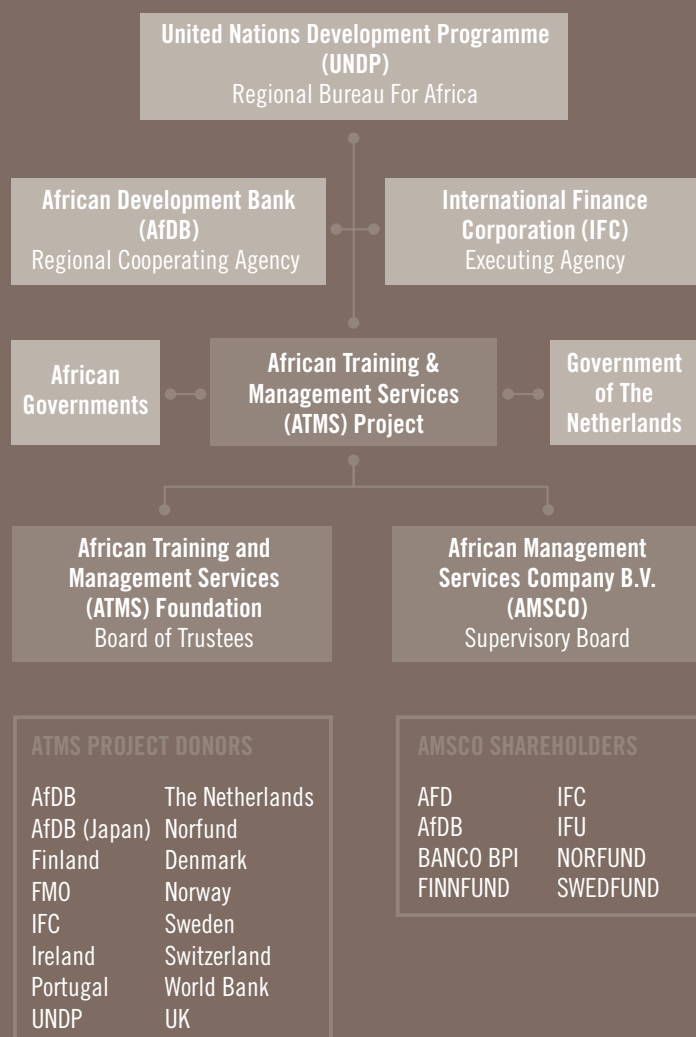 United Nations Development Programme
(UNDP)
Regional Bureau For Africa
African Development Bank
(AfDB)
Regional Cooperating Agency
International Finance
Corporation (IFC)
Executing Agency
African
Governments
African Training &
Management Services
(ATMS) Project
Government
of The
Netherlands
African Training and
Management Services
(ATMS) Foundation
Board of Trustees
African Management
Services Company B.V.
(AMSCO)
Supervisory Board
ATMS PROJECT DONORS
AfDB
AfDB (Japan)
Finland
FMO
IFC
Ireland
Portugal
UNDP
The Netherlands
Norfund
Denmark
Norway
Sweden
Switzerland
World Bank
UK
AMSCO SHAREHOLDERS
AFD
AfDB
BANCO BPI
FINNFUND
IFC
IFU
NORFUND
SWEDFUND